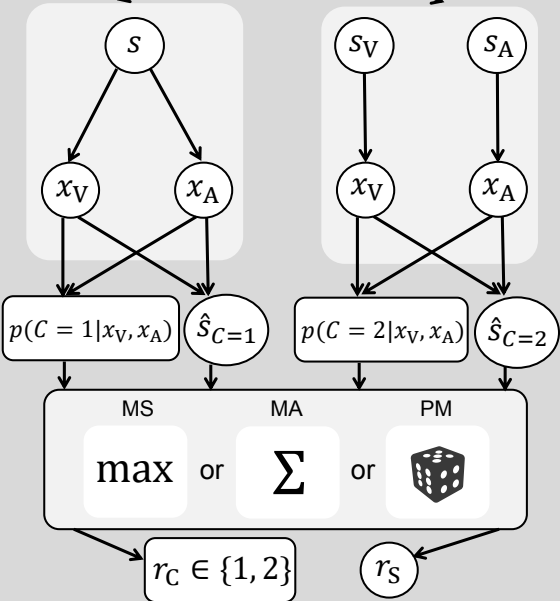 s s_V s_A
x_V x_A x_V x_A
p(C = 1|x_V, x_A) ŝ_{C=1} p(C = 2|x_V, x_A) ŝ_{C=2}
MS MA PM
max or Σ or
r_C ∈ {1, 2} r_S